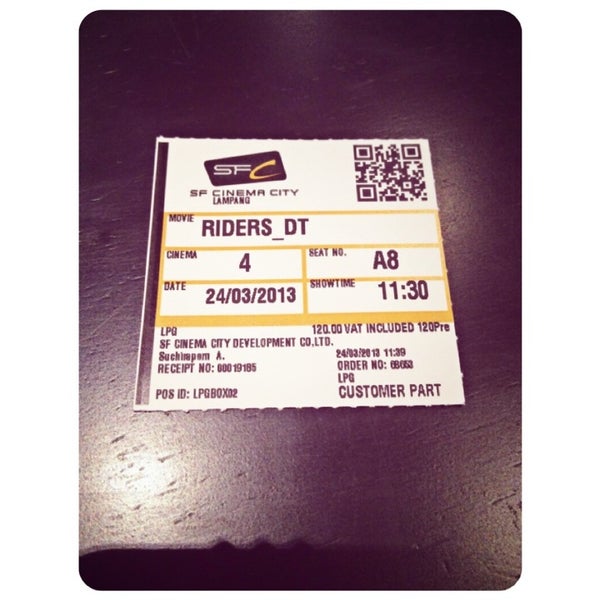 SFC
SF CINEMA CITY
LAMPANG
MOVIE RIDERS_DT
CINEMA 4 SEAT NO. A8
DATE 24/03/2013 SHOWTIME 11:30
LPG 120.00 VAT INCLUDED 120Pre
SF CINEMA CITY DEVELOPMENT CO,LTD.
Suchirapam A. 24/03/2013 11:39
RECEIPT NO: 00019185 ORDER NO: 68653
LPG
POS ID: LPGBOX02 CUSTOMER PART